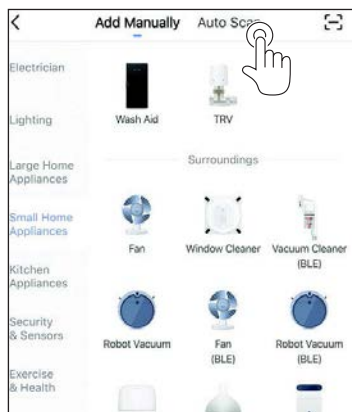 Add Manually Auto Scan
Electrician
Lighting
Large Home
Appliances
Small Home
Appliances
Kitchen
Appliances
Security
& Sensors
Exercise
& Health
Wash Aid TRV
Surroundings
Fan Window Cleaner Vacuum Cleaner
(BLE)
Robot Vacuum Fan
(BLE) Robot Vacuum
(BLE)